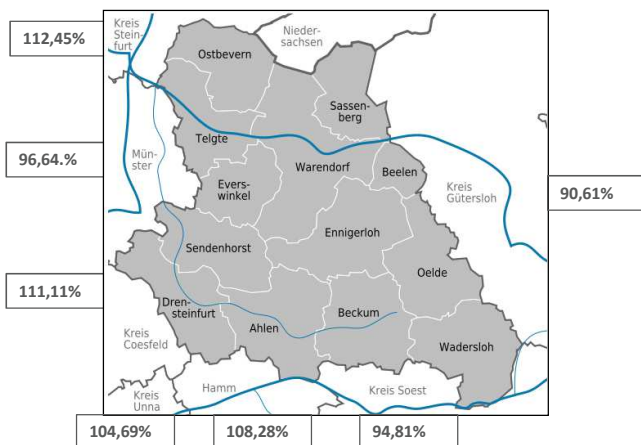 Kreis
Stein-
furt
Nieder-
sachsen
112,45%
Ostbevern
Sassen-
berg
Telgte
96,64.%
Mün-
ster
Warendorf
Beelen
Evers-
winkel
Kreis
Gütersloh
90,61%
Ennigerloh
Sendenhorst
Oelde
111,11%
Dren-
steinfurt
Beckum
Ahlen
Kreis
Coesfeld
Wadersloh
Hamm
Kreis Soest
Kreis
Unna
104,69%
108,28%
94,81%